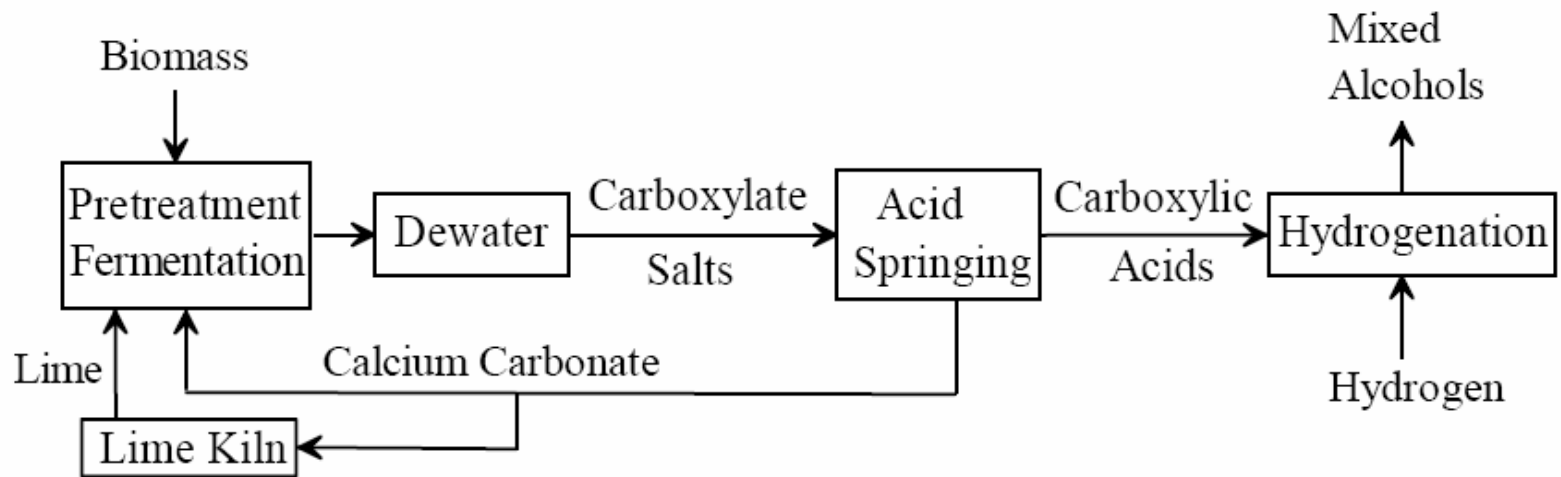 Biomass
Mixed
Alcohols
Pretreatment
Fermentation
Dewater
Carboxylate
Salts
Acid
Springing
Carboxylic
Acids
Hydrogenation
Lime
Calcium Carbonate
Hydrogen
Lime Kiln